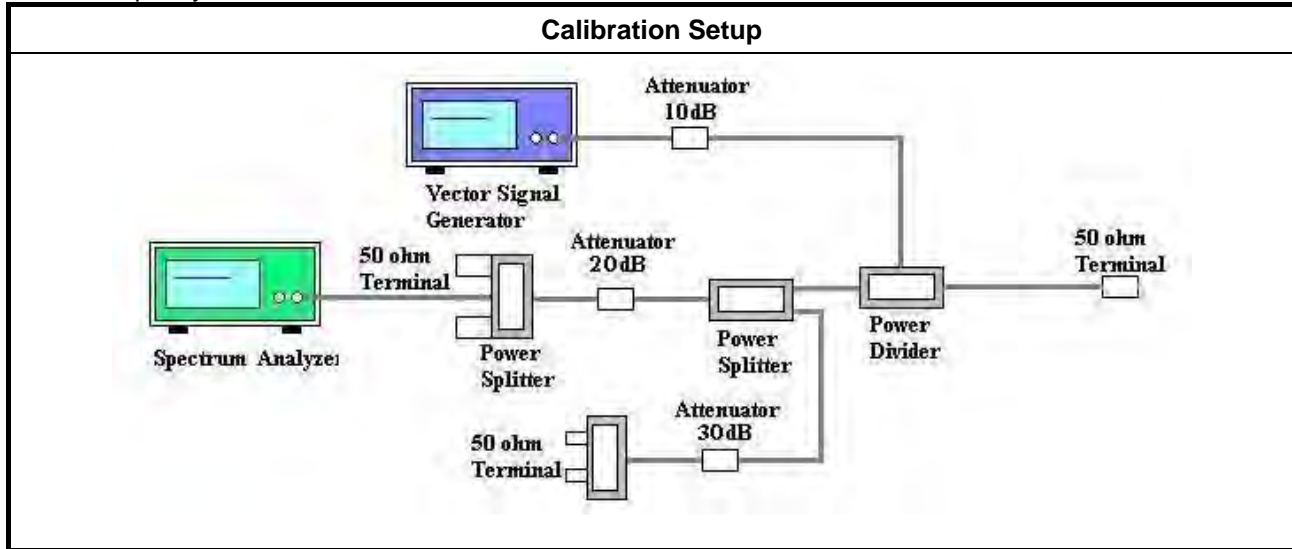 Calibration Setup
Attenuator
10dB
Vector Signal
Generator
50 ohm
Terminal
Attenuator
20dB
50 ohm
Terminal
Spectrum Analyzer
Power
Splitter
Power
Splitter
Power
Divider
Attenuator
30dB
50 ohm
Terminal